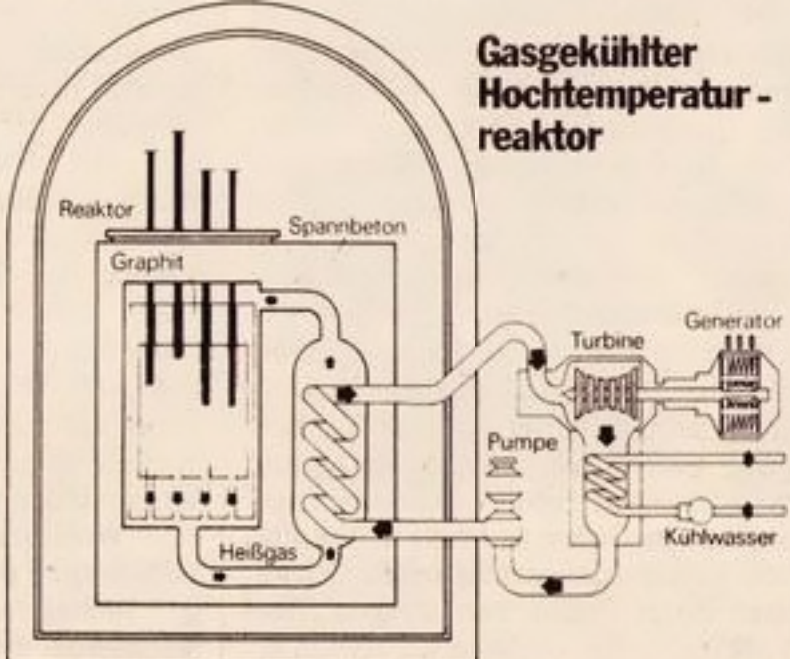 Gasgekühlter
Hochtemperatur-
reaktor
Reaktor
Spannbeton
Graphit
Generator
Turbine
Pumpe
Heißgas
Kühlwasser